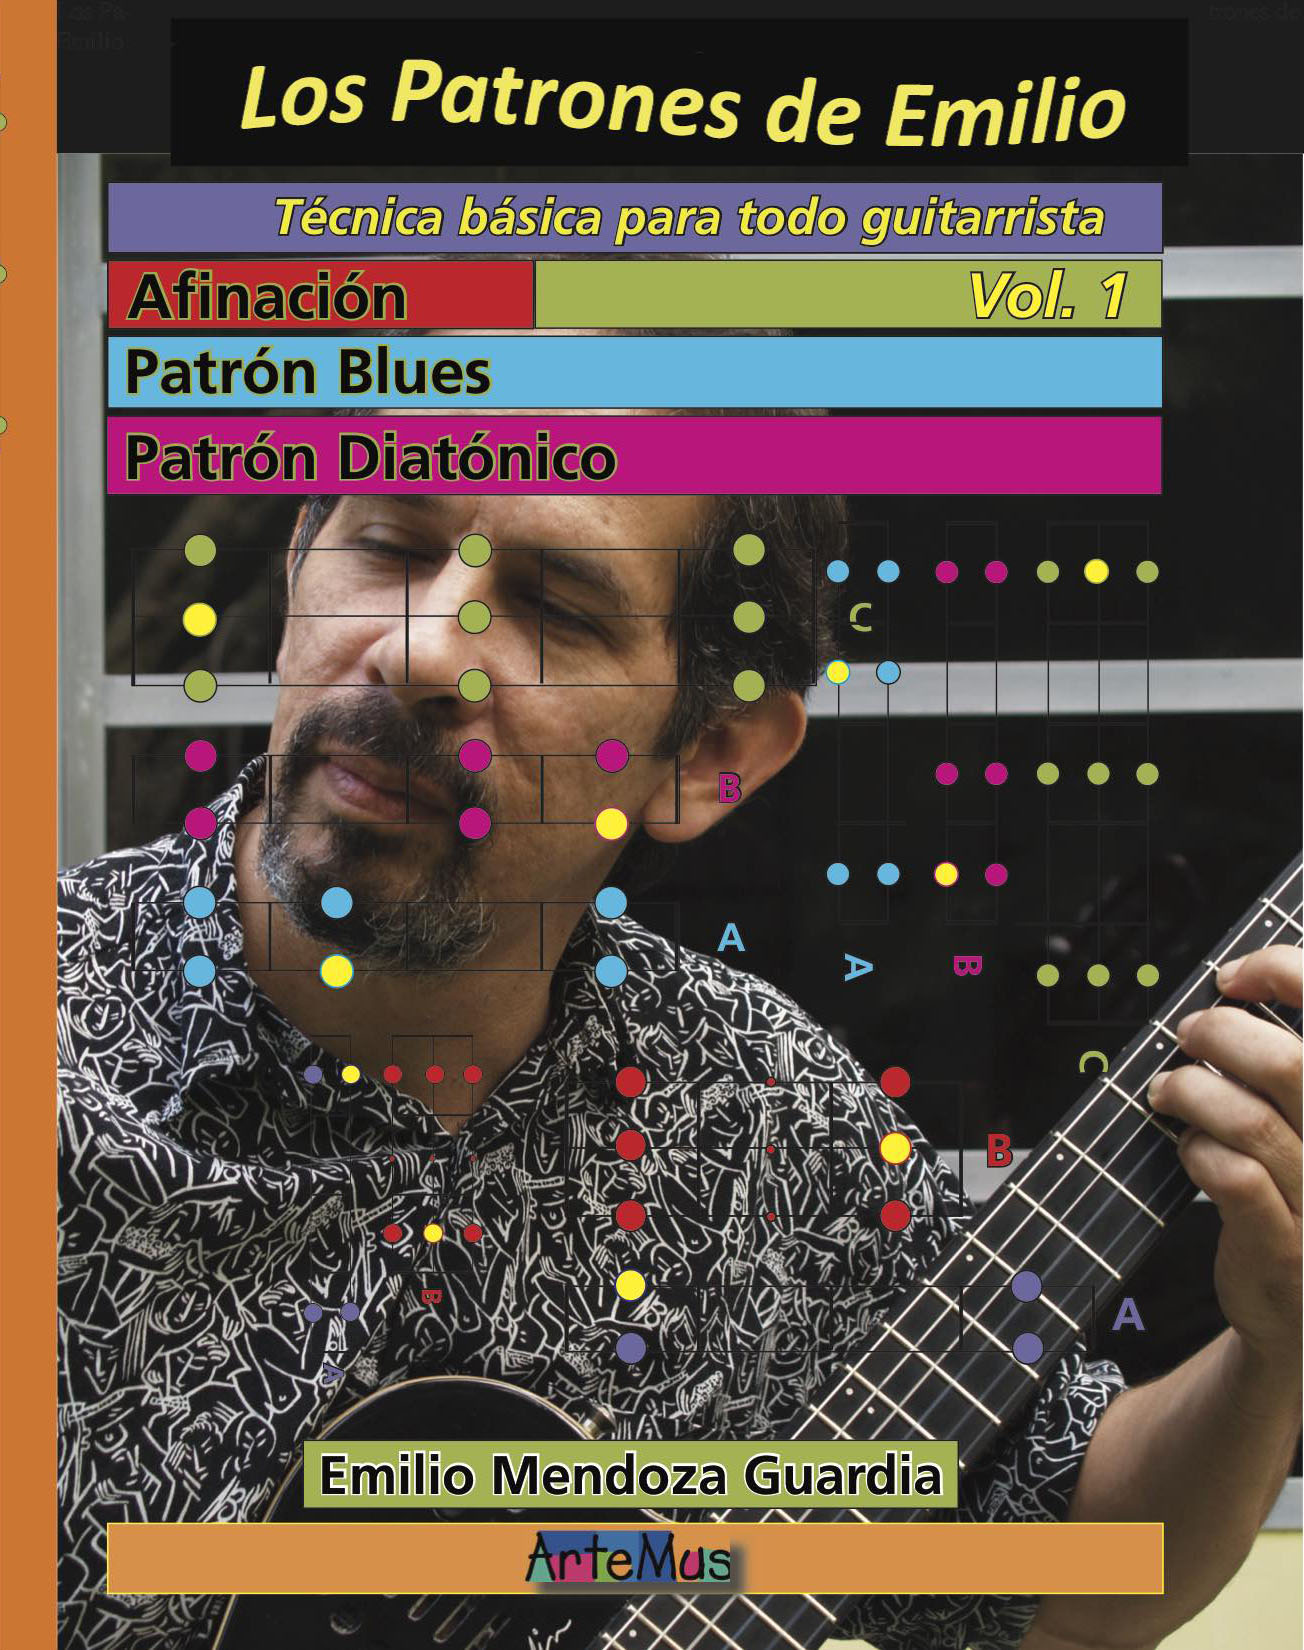 Los Patrones de Emilio
Técnica básica para todo guitarrista
Afinación
Vol. 1
Patrón Blues
Patrón Diatónico
C
B
A
A
B
C
B
A
B
A
Emilio Mendoza Guardia
ArteMus